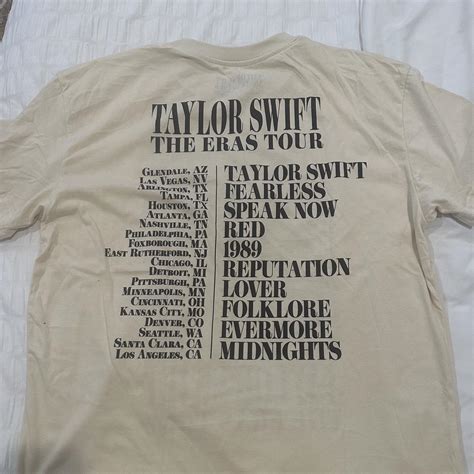 TAYLOR SWIFT
THE ERAS TOUR
GLENDALE, AZ
LAS VEGAS, NV
ARLINGTON, TX
TAMPA, FL
HOUSTON, TX
ATLANTA, GA
NASHVILLE, TN
PHILADELPHIA, PA
FOXBOROUGH, MA
EAST RUTHERFORD, NJ
CHICAGO, IL
DETROIT, MI
PITTSBURGH, PA
MINNEAPOLIS, MN
CINCINNATI, OH
KANSAS CITY, MO
DENVER, CO
SEATTLE, WA
SANTA CLARA, CA
LOS ANGELES, CA
TAYLOR SWIFT
FEARLESS
SPEAK NOW
RED
1989
REPUTATION
LOVER
FOLKLORE
EVERMORE
MIDNIGHTS